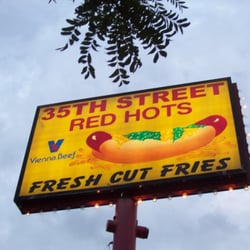 35TH STREET
RED HOTS
V
Vienna Beef
FRESH CUT FRIES